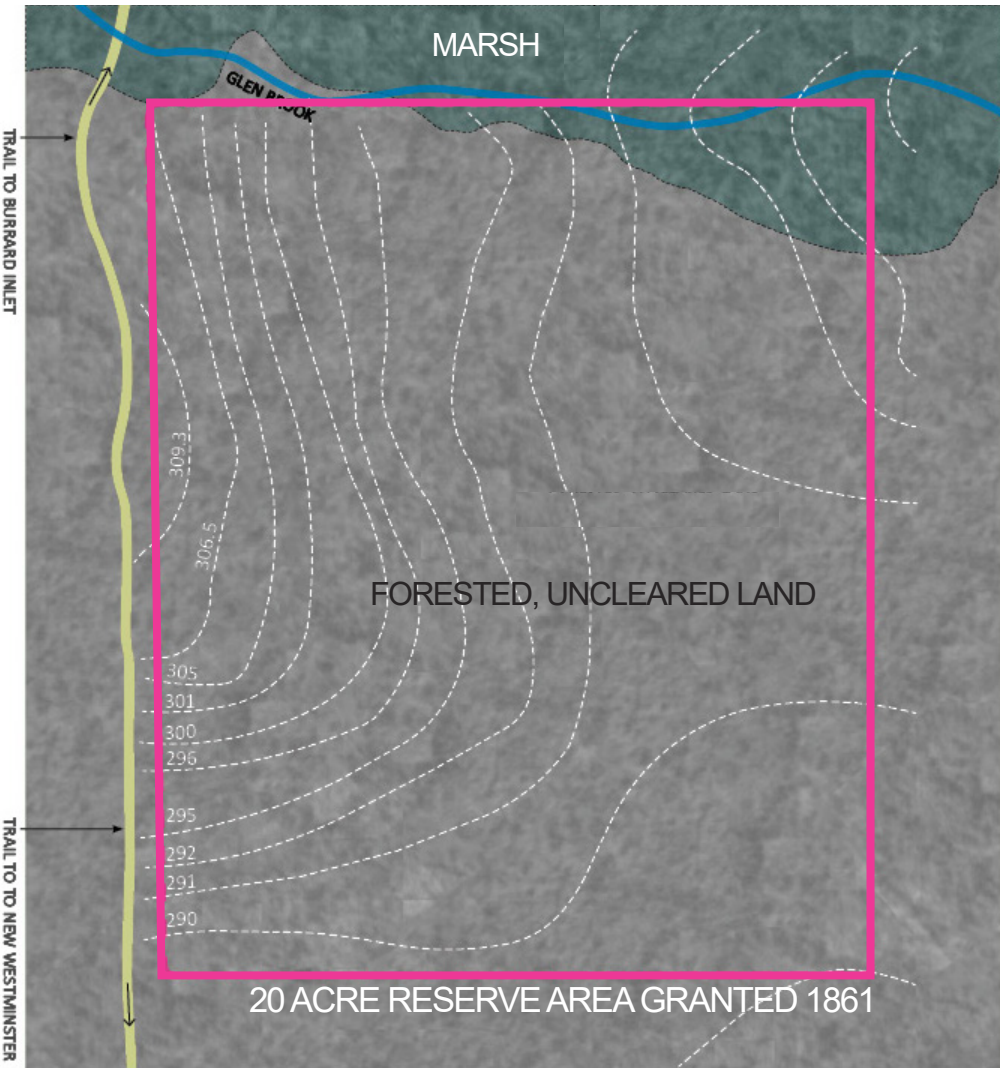 MARSH
GLEN BROOK
TRAIL TO BURRARD INLET
309.3
306.5
FORESTED, UNCLEARED LAND
305
301
300
296
295
292
291
290
TRAIL TO TO NEW WESTMINSTER
20 ACRE RESERVE AREA GRANTED 1861